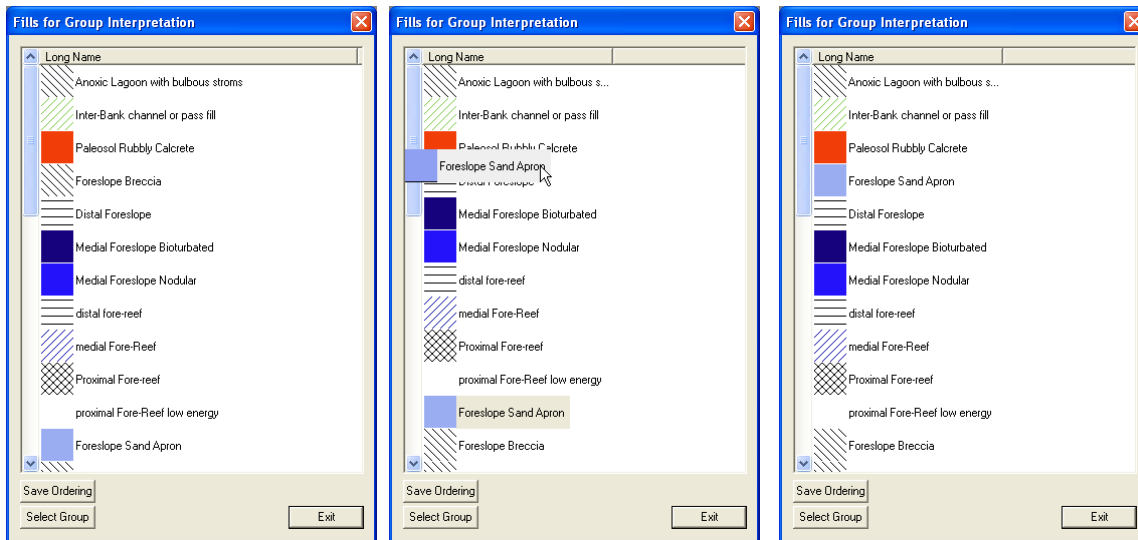 Fills for Group Interpretation
Long Name
Anoxic Lagoon with bulbous stroms
Inter-Bank channel or pass fill
Paleosol Rubbly Calcrete
Foreslope Breccia
Distal Foreslope
Medial Foreslope Bioturbated
Medial Foreslope Nodular
distal fore-reef
medial Fore-Reef
Proximal Fore-reef
proximal Fore-Reef low energy
Foreslope Sand Apron
Save Ordering
Select Group
Exit
Fills for Group Interpretation
Long Name
Anoxic Lagoon with bulbous s...
Inter-Bank channel or pass fill
Paleosol Rubbly Calcrete
Foreslope Sand Apron
Distal Foreslope
Medial Foreslope Bioturbated
Medial Foreslope Nodular
distal fore-reef
medial Fore-Reef
Proximal Fore-reef
proximal Fore-Reef low energy
Foreslope Sand Apron
Foreslope Breccia
Save Ordering
Select Group
Exit
Fills for Group Interpretation
Long Name
Anoxic Lagoon with bulbous s...
Inter-Bank channel or pass fill
Paleosol Rubbly Calcrete
Foreslope Sand Apron
Distal Foreslope
Medial Foreslope Bioturbated
Medial Foreslope Nodular
distal fore-reef
medial Fore-Reef
Proximal Fore-reef
proximal Fore-Reef low energy
Foreslope Breccia
Save Ordering
Select Group
Exit